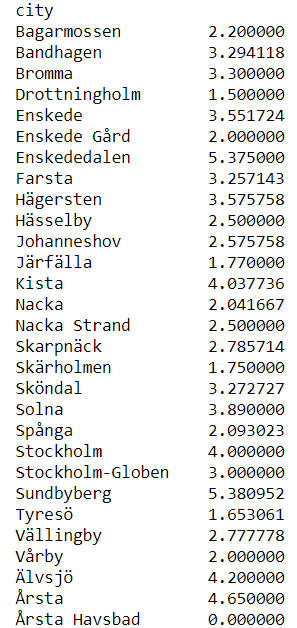 city
Bagarmossen 2.200000
Bandhagen 3.294118
Bromma 3.300000
Drottningholm 1.500000
Enskede 3.551724
Enskede Gård 2.000000
Enskededalen 5.375000
Farsta 3.257143
Hägersten 3.575758
Hässelby 2.500000
Johanneshov 2.575758
Järfälla 1.770000
Kista 4.037736
Nacka 2.041667
Nacka Strand 2.500000
Skarpnäck 2.785714
Skärholmen 1.750000
Sköndal 3.272727
Solna 3.890000
Spånga 2.093023
Stockholm 4.000000
Stockholm-Globen 3.000000
Sundbyberg 5.380952
Tyresö 1.653061
Vällingby 2.777778
Vårby 2.000000
Älvsjö 4.200000
Årsta 4.650000
Årsta Havsbad 0.000000